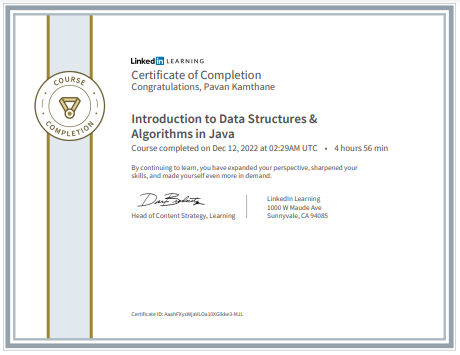 LinkedIn LEARNING
Certificate of Completion
Congratulations, Pavan Kamthane
COURSE
COMPLETION
Introduction to Data Structures &
Algorithms in Java
Course completed on Dec 12, 2022 at 02:29AM UTC • 4 hours 56 min
By continuing to learn, you have expanded your perspective, sharpened your
skills, and made yourself even more in demand.
Head of Content Strategy, Learning
LinkedIn Learning
1000 W Maude Ave
Sunnyvale, CA 94085
Certificate ID: